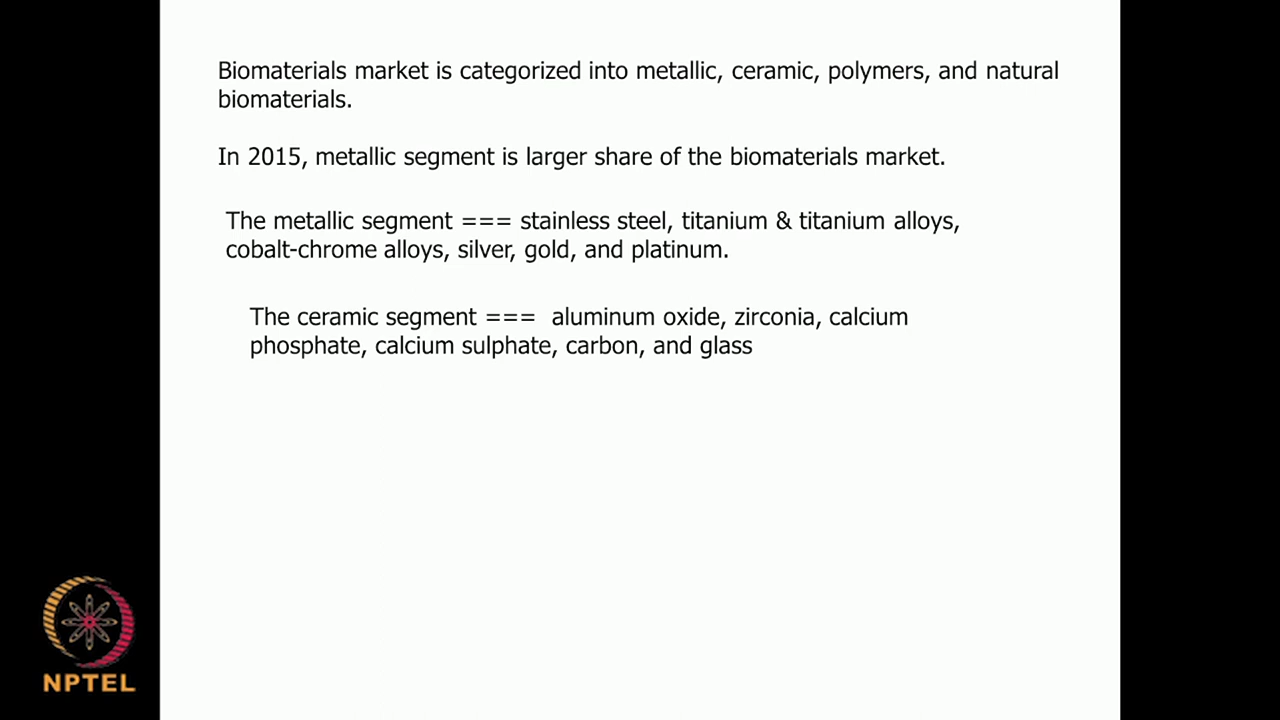 Biomaterials market is categorized into metallic, ceramic, polymers, and natural
biomaterials.
In 2015, metallic segment is larger share of the biomaterials market.
The metallic segment === stainless steel, titanium & titanium alloys,
cobalt-chrome alloys, silver, gold, and platinum.
The ceramic segment === aluminum oxide, zirconia, calcium
phosphate, calcium sulphate, carbon, and glass
NPTEL